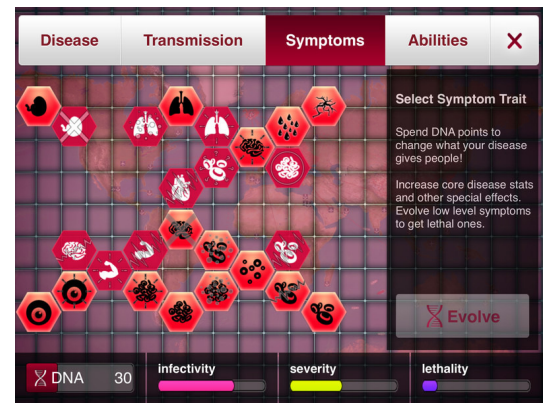 Disease
Transmission
Symptoms
Abilities
X
Select Symptom Trait
Spend DNA points to
change what your disease
gives people!
Increase core disease stats
and other special effects.
Evolve low level symptoms
to get lethal ones.
Evolve
DNA 30
infectivity
severity
lethality